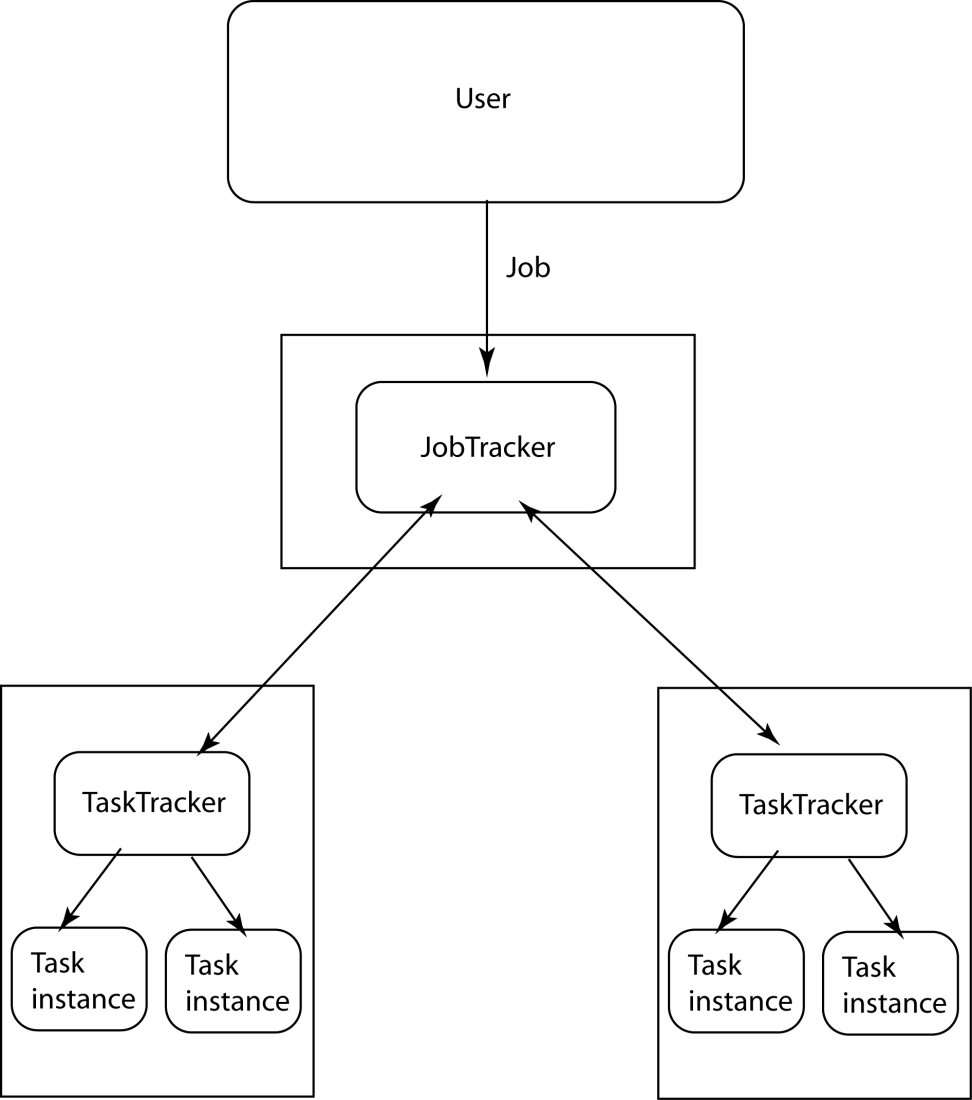 User
Job
JobTracker
TaskTracker
TaskTracker
Task
instance
Task
instance
Task
instance
Task
instance